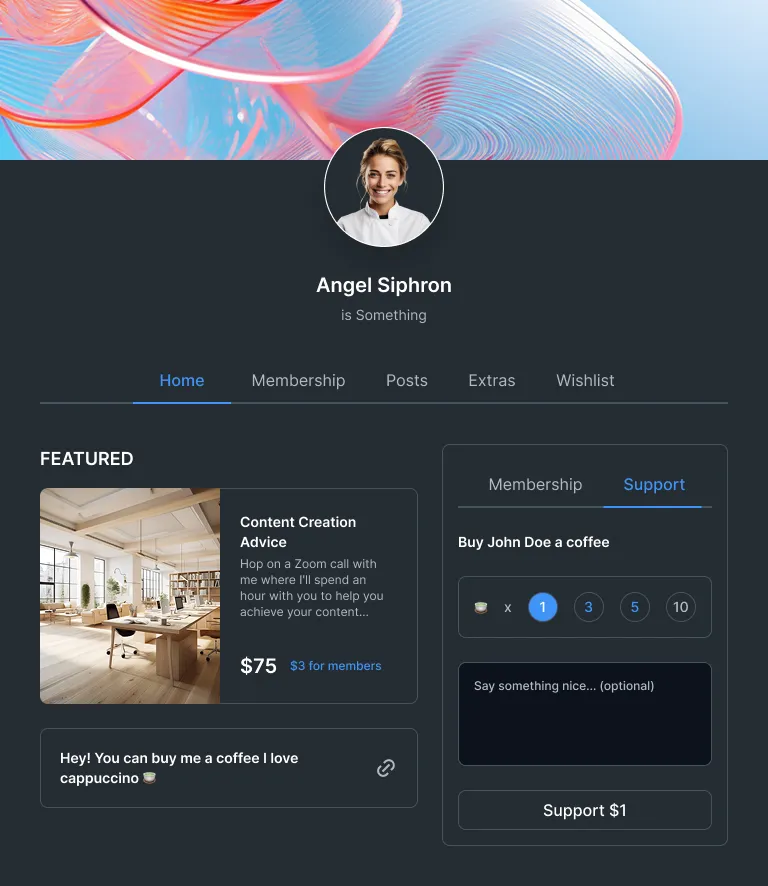 Angel Siphron
is Something
Home Membership Posts Extras Wishlist
FEATURED
Content Creation
Advice
Hop on a Zoom call with
me where I'll spend an
hour with you to help you
achieve your content...
$75 $3 for members
Hey! You can buy me a coffee I love
cappuccino 🍵
Membership Support
Buy John Doe a coffee
🍵 x 1 3 5 10
Say something nice... (optional)
Support $1